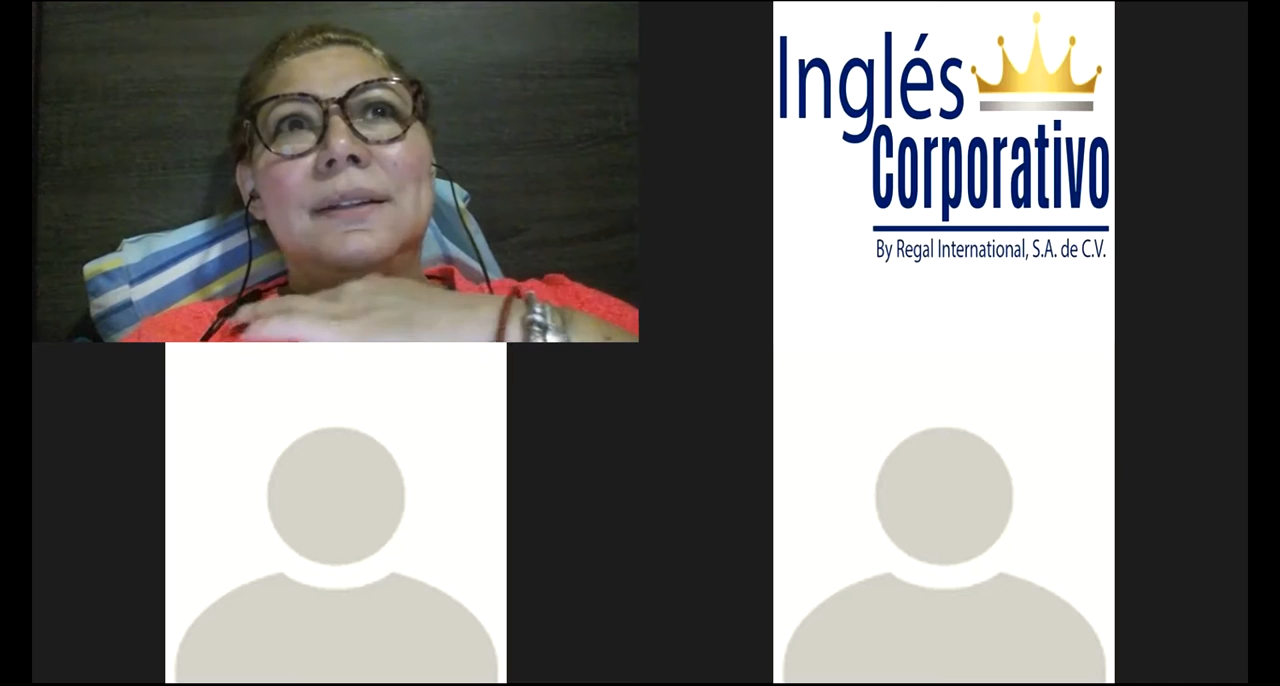 Inglés
Corporativo
By Regal International, S.A. de C.V.